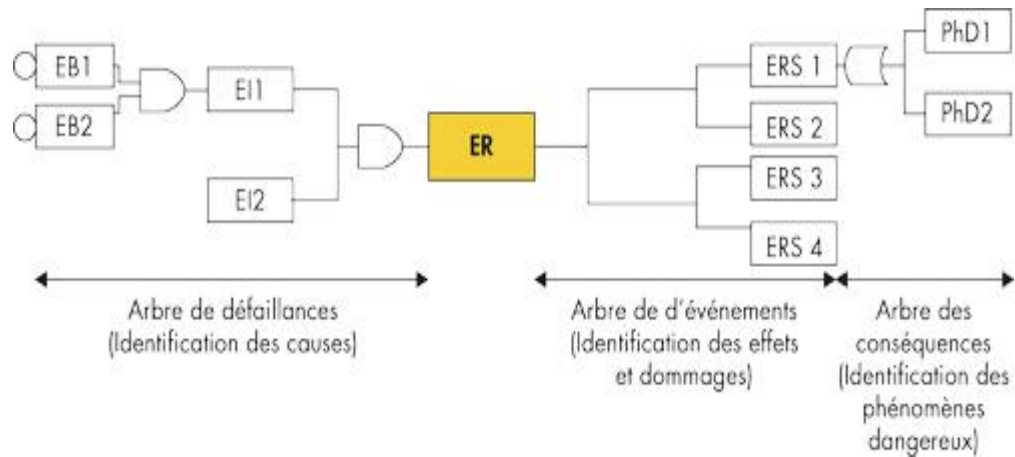 EB1
EB2
EI1
EI2
ER
ERS 1
ERS 2
ERS 3
ERS 4
PhD1
PhD2
Arbre de défaillances
(Identification des causes)
Arbre de d'événements
(Identification des effets
et dommages)
Arbre des
conséquences
(Identification des
phénomènes
dangereux)